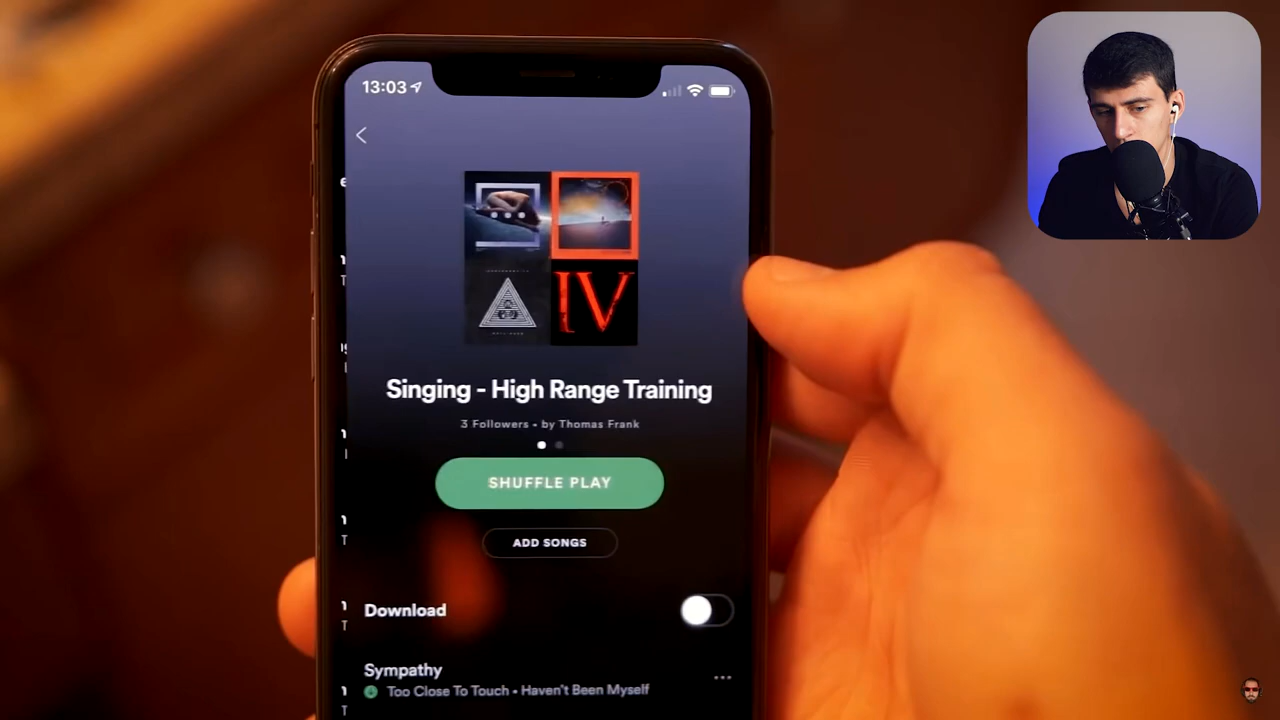 13:03
IV
Singing - High Range Training
3 Followers • by Thomas Frank
SHUFFLE PLAY
ADD SONGS
Download
Sympathy
Too Close To Touch • Haven't Been Myself